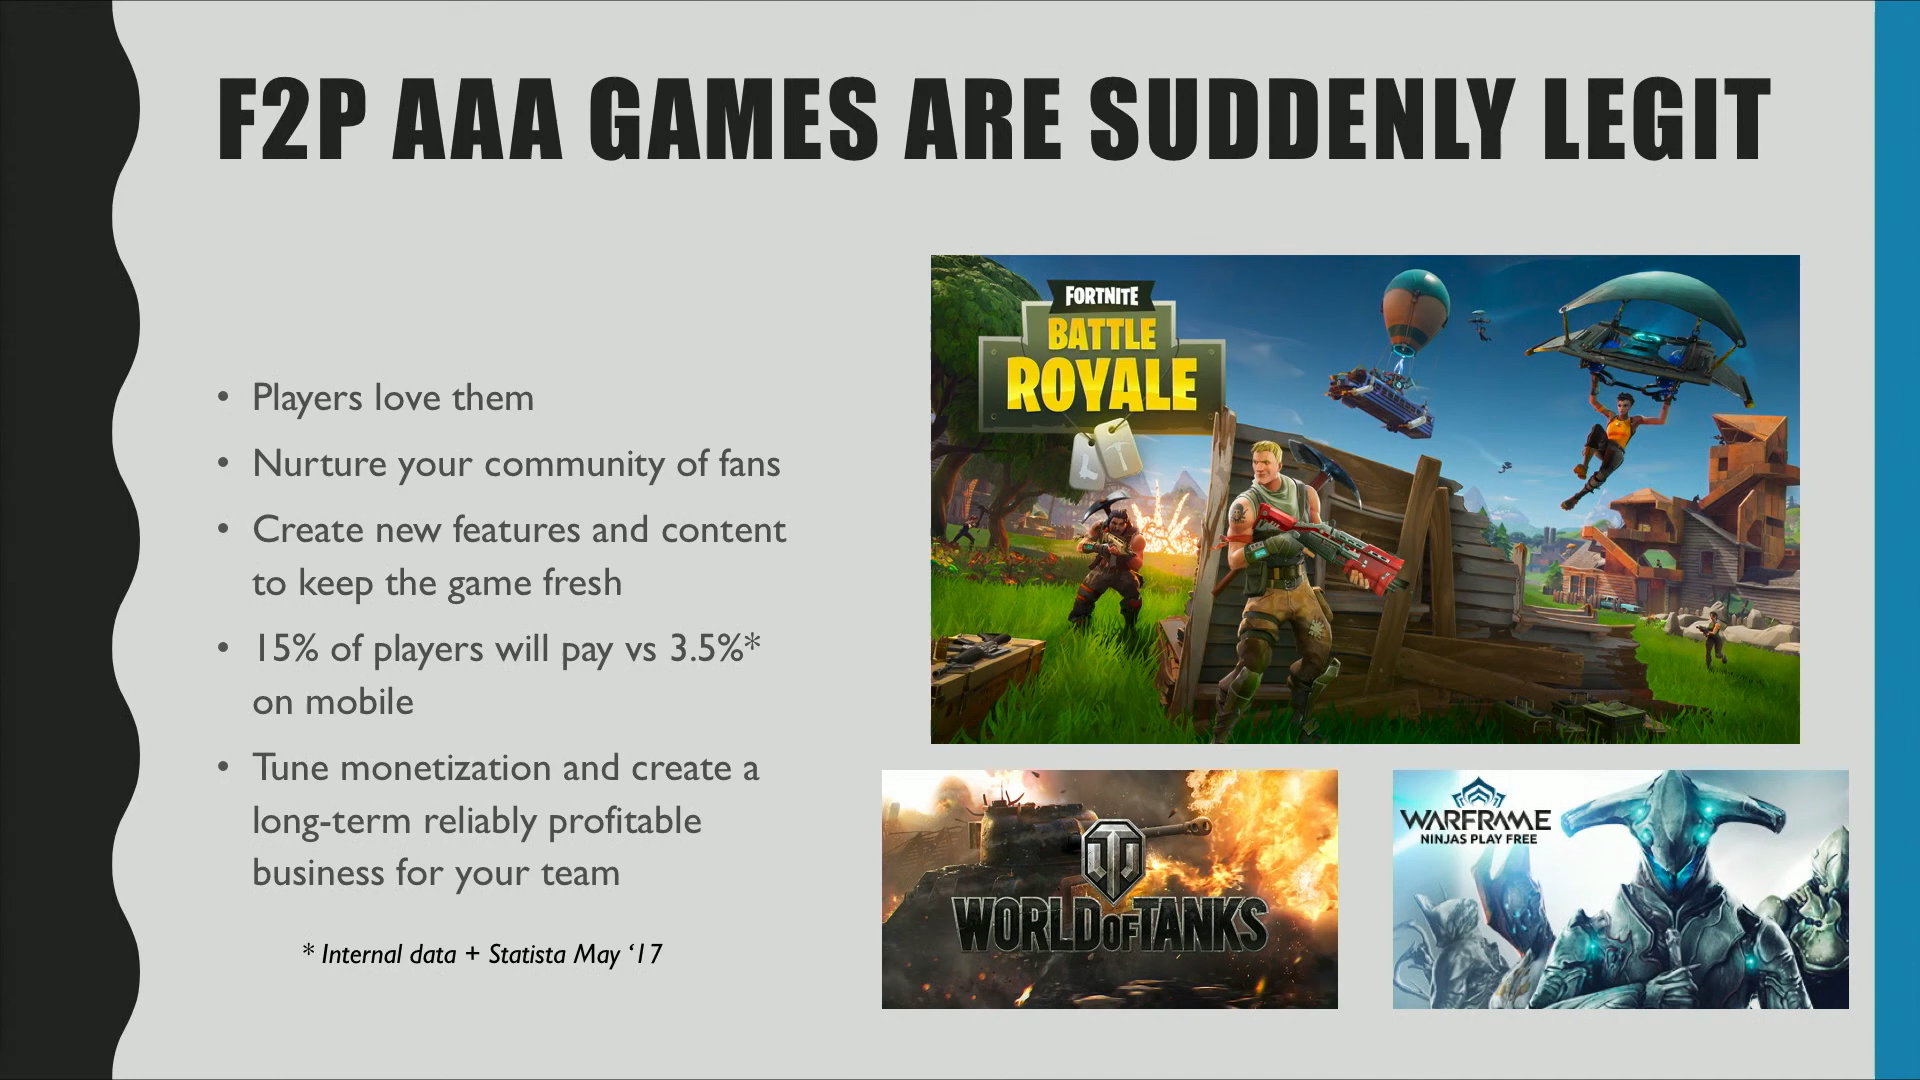 F2P AAA GAMES ARE SUDDENLY LEGIT
• Players love them
• Nurture your community of fans
• Create new features and content
to keep the game fresh
• 15% of players will pay vs 3.5%*
on mobile
• Tune monetization and create a
long-term reliably profitable
business for your team
* Internal data + Statista May ‘17
FORTNITE
BATTLE
ROYALE
WORLD OF TANKS
WARFRAME
NINJAS PLAY FREE